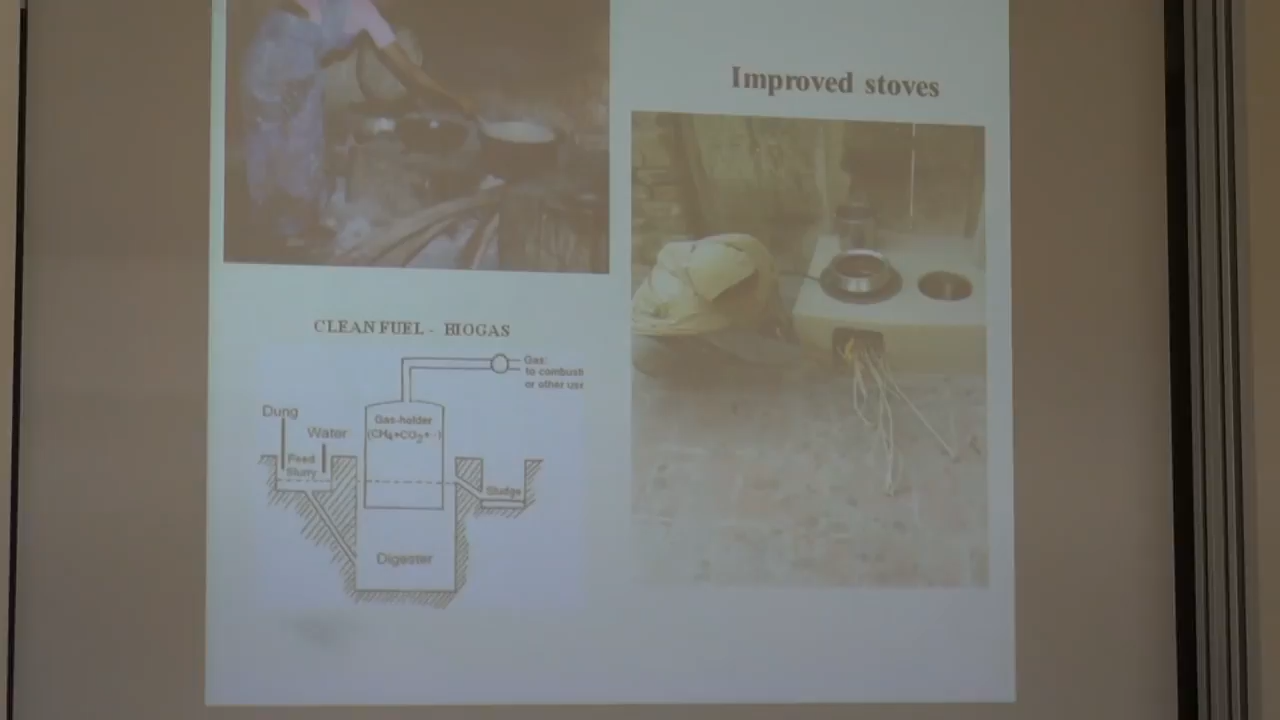 Improved stoves
CLEAN FUEL - BIOGAS
Gas:
to combusti
or other use
Dung
Water
Gas-holder
(CH4+CO2+··)
Feed
Slurry
Sludge
Digester